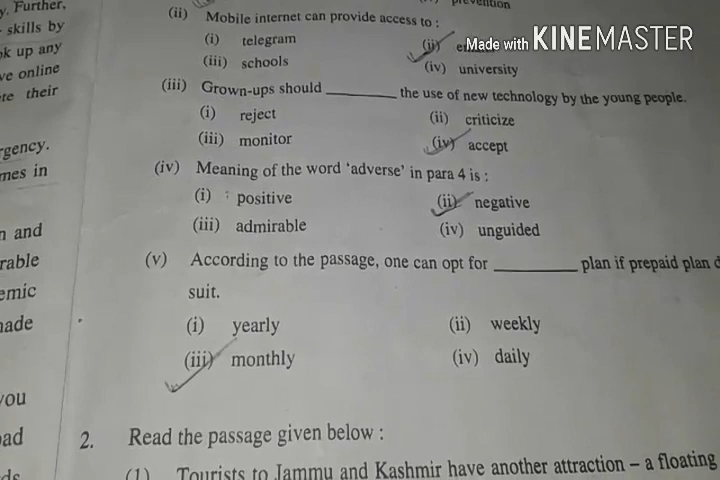 y. Further,
skills by
ok up any
ve online
te their
rgency.
mes in
n and
rable
emic
made
you
oad
ds
prevention
(ii) Mobile internet can provide access to :
(i) telegram
(ii)
(iii) schools
(iv) university
Made with KINEMASTER
(iii) Grown-ups should ________ the use of new technology by the young people.
(i) reject
(ii) criticize
(iii) monitor
(iv) accept
(iv) Meaning of the word 'adverse' in para 4 is :
(i) positive
(ii) negative
(iii) admirable
(iv) unguided
(v) According to the passage, one can opt for ________ plan if prepaid plan d
suit.
(i) yearly
(ii) weekly
(iii) monthly
(iv) daily
2. Read the passage given below :
(1) Tourists to Jammu and Kashmir have another attraction – a floating